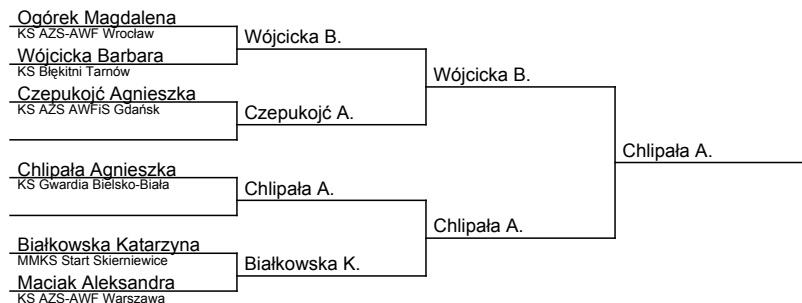 Ogórek Magdalena
KS AZS-AWF Wrocław
Wójcicka Barbara
KS Błękitni Tarnów
Czepukojć Agnieszka
KS AZS AWFiS Gdańsk
Chlipała Agnieszka
KS Gwardia Bielsko-Biała
Białkowska Katarzyna
MMKS Start Skierniewice
Maciak Aleksandra
KS AZS-AWF Warszawa
Wójcicka B.
Czepukojć A.
Chlipała A.
Białkowska K.
Wójcicka B.
Chlipała A.
Chlipała A.